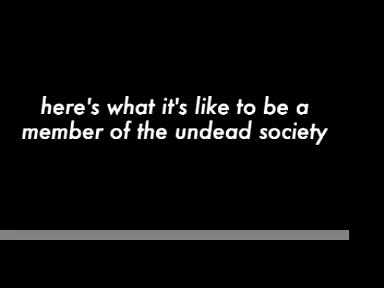 here's what it's like to be a
member of the undead society